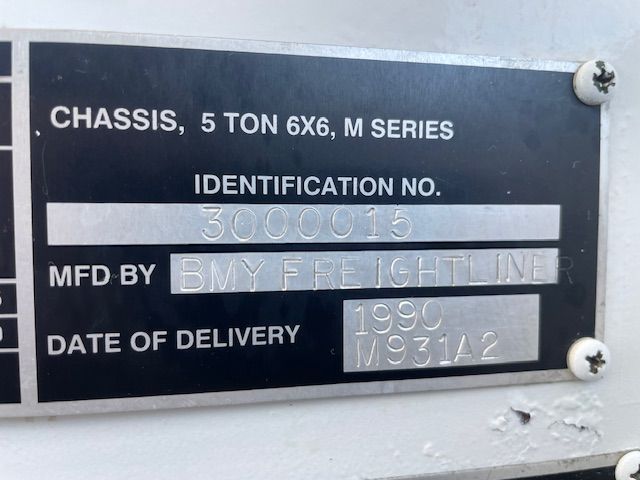 CHASSIS, 5 TON 6X6, M SERIES
IDENTIFICATION NO.
3000015
MFD BY BMY FREIGHTLINER
DATE OF DELIVERY 1990
M931A2